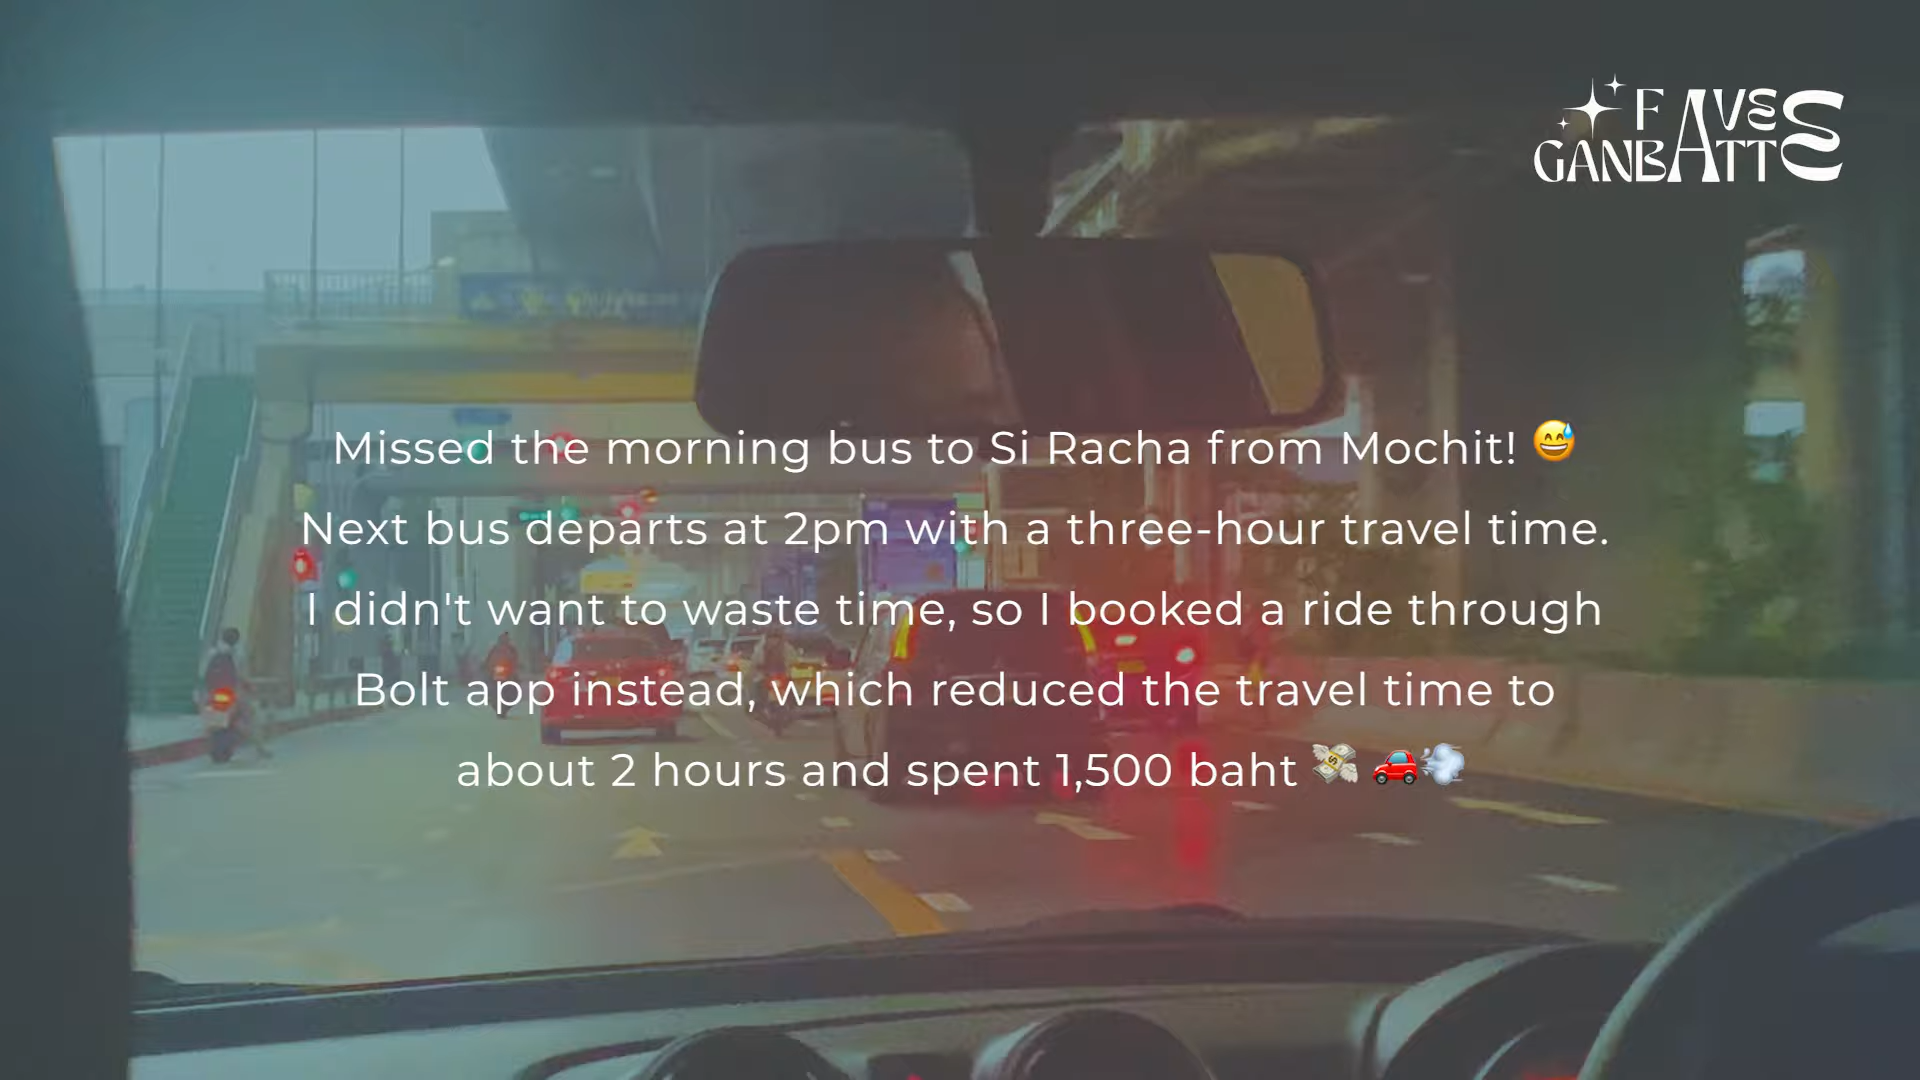 FAVES
GANBATTE
Missed the morning bus to Si Racha from Mochit! 😅
Next bus departs at 2pm with a three-hour travel time.
I didn't want to waste time, so I booked a ride through
Bolt app instead, which reduced the travel time to
about 2 hours and spent 1,500 baht 💸 🚗💨